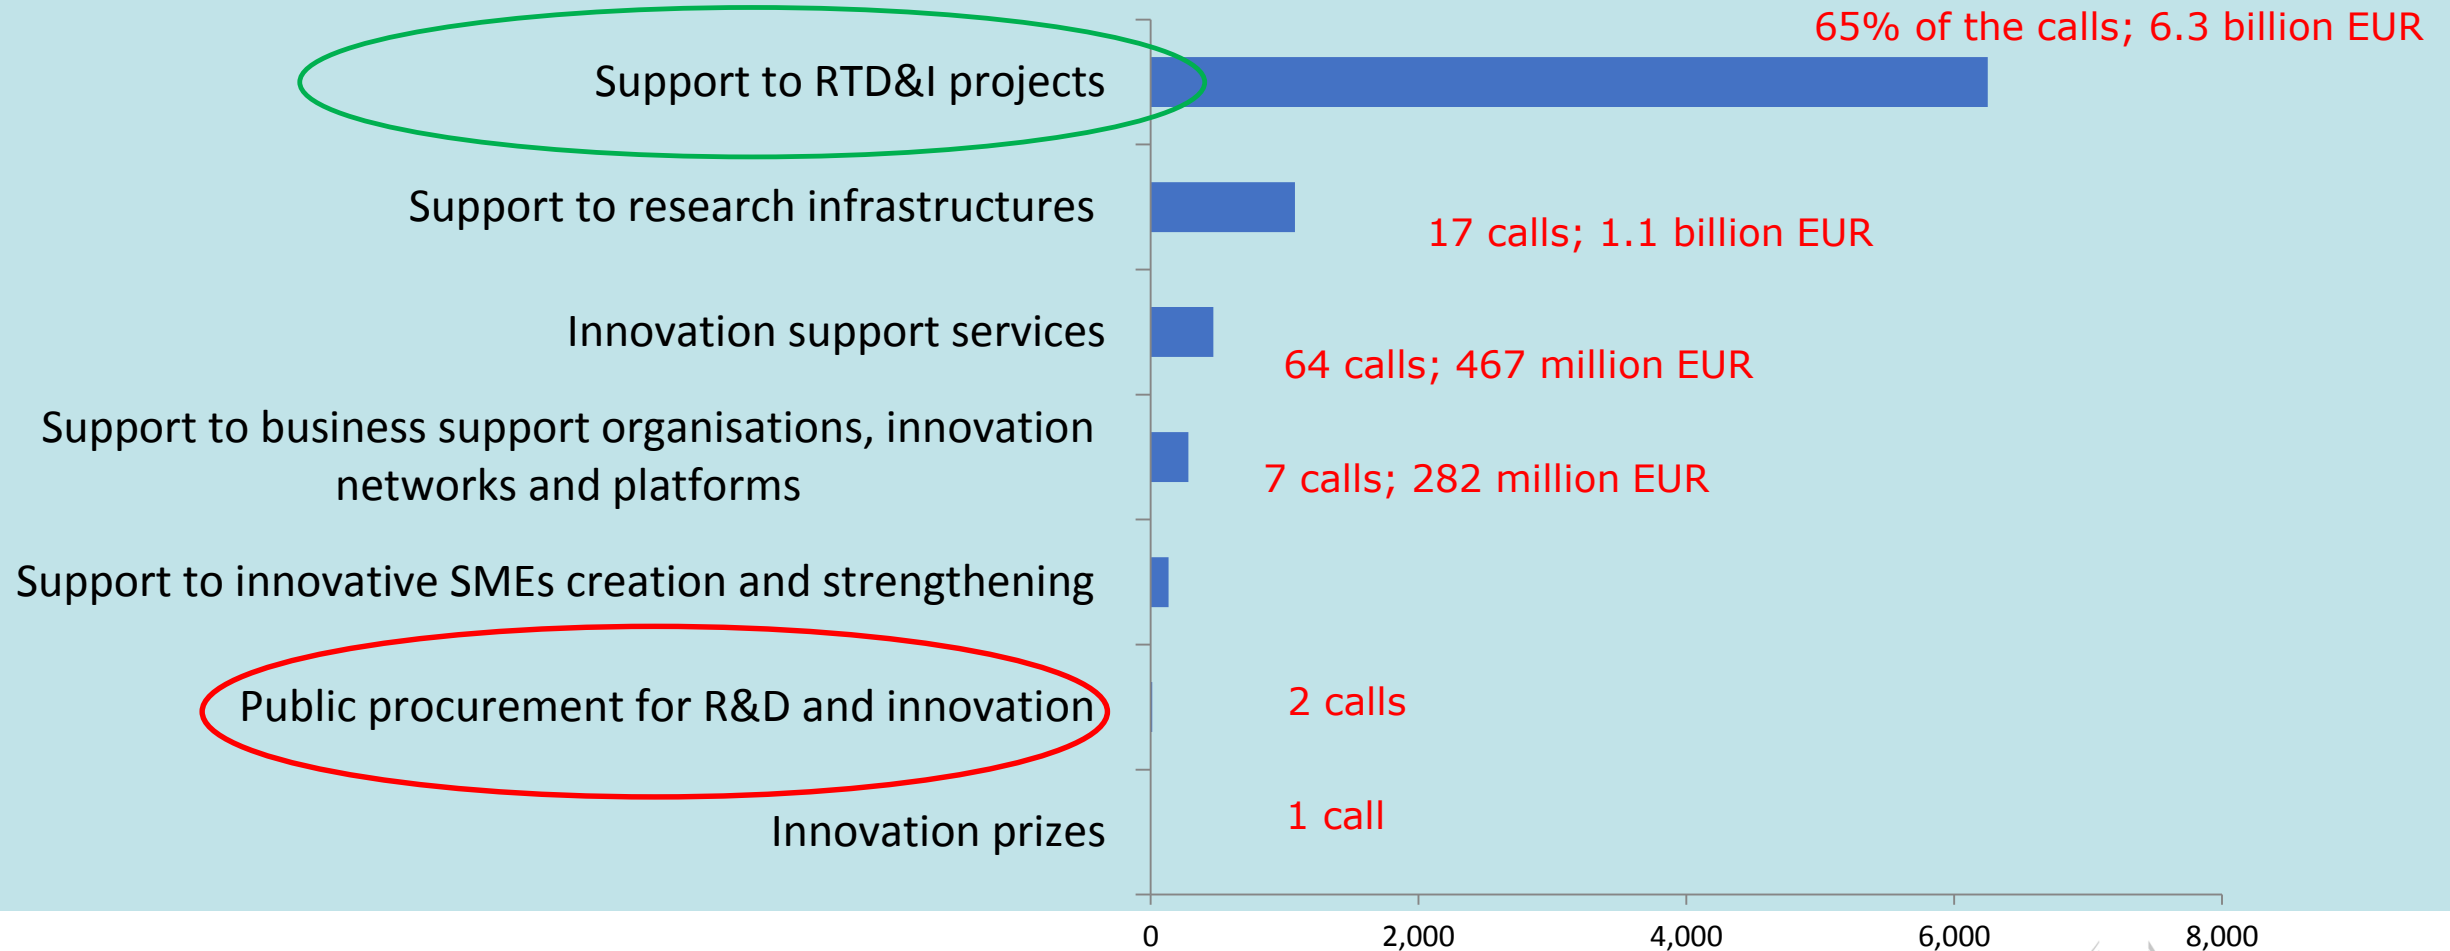 65% of the calls; 6.3 billion EUR
Support to RTD&I projects
Support to research infrastructures
17 calls; 1.1 billion EUR
Innovation support services
64 calls; 467 million EUR
Support to business support organisations, innovation
networks and platforms
7 calls; 282 million EUR
Support to innovative SMEs creation and strengthening
Public procurement for R&D and innovation
2 calls
Innovation prizes
1 call
0 2,000 4,000 6,000 8,000